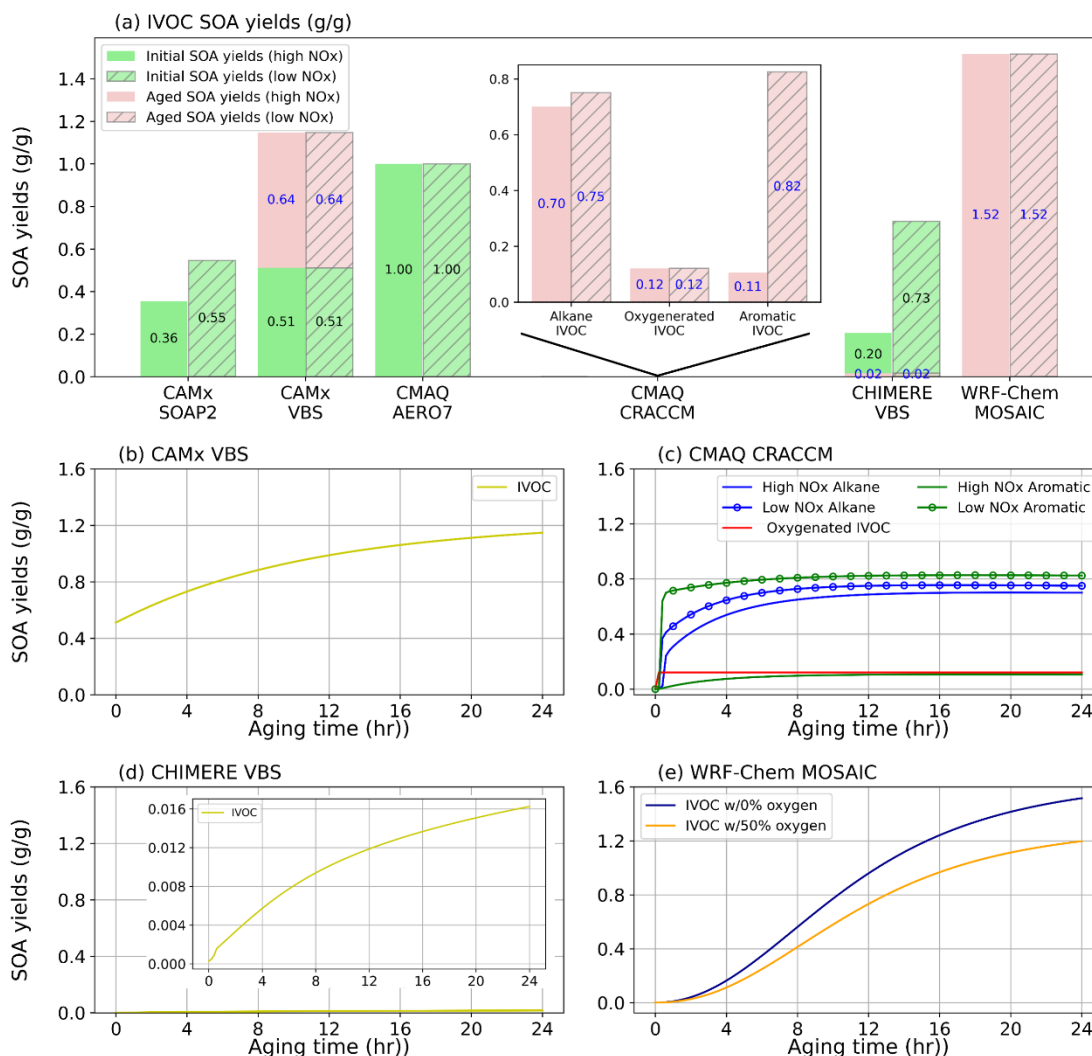 (a) IVOC SOA yields (g/g)
Initial SOA yields (high NOx)
Initial SOA yields (low NOx)
Aged SOA yields (high NOx)
Aged SOA yields (low NOx)
SOA yields (g/g)
1.4
1.2
1.0
0.8
0.6
0.4
0.2
0.0
0.36
0.55
0.64
0.64
0.51
0.51
1.00
1.00
0.8
0.6
0.4
0.2
0.0
0.70
0.75
0.12
0.12
0.11
0.82
Alkane
IVOC
Oxygenerated
IVOC
Aromatic
IVOC
0.20
0.73
0.02
0.02
1.52
1.52
CAMx
SOAP2
CAMx
VBS
CMAQ
AERO7
CMAQ
CRACCM
CHIMERE
VBS
WRF-Chem
MOSAIC
(b) CAMx VBS
IVOC
SOA yields (g/g)
1.6
1.2
0.8
0.4
0.0
0 4 8 12 16 20 24
Aging time (hr))
(c) CMAQ CRACCM
High NOx Alkane
Low NOx Alkane
Oxygenated IVOC
High NOx Aromatic
Low NOx Aromatic
1.6
1.2
0.8
0.4
0.0
0 4 8 12 16 20 24
Aging time (hr))
(d) CHIMERE VBS
SOA yields (g/g)
1.6
1.4
1.2
1.0
0.8
0.6
0.4
0.2
0.0
IVOC
0.016
0.012
0.008
0.004
0.000
0 4 8 12 16 20 24
0 4 8 12 16 20 24
Aging time (hr))
(e) WRF-Chem MOSAIC
IVOC w/0% oxygen
IVOC w/50% oxygen
1.6
1.2
0.8
0.4
0.0
0 4 8 12 16 20 24
Aging time (hr))